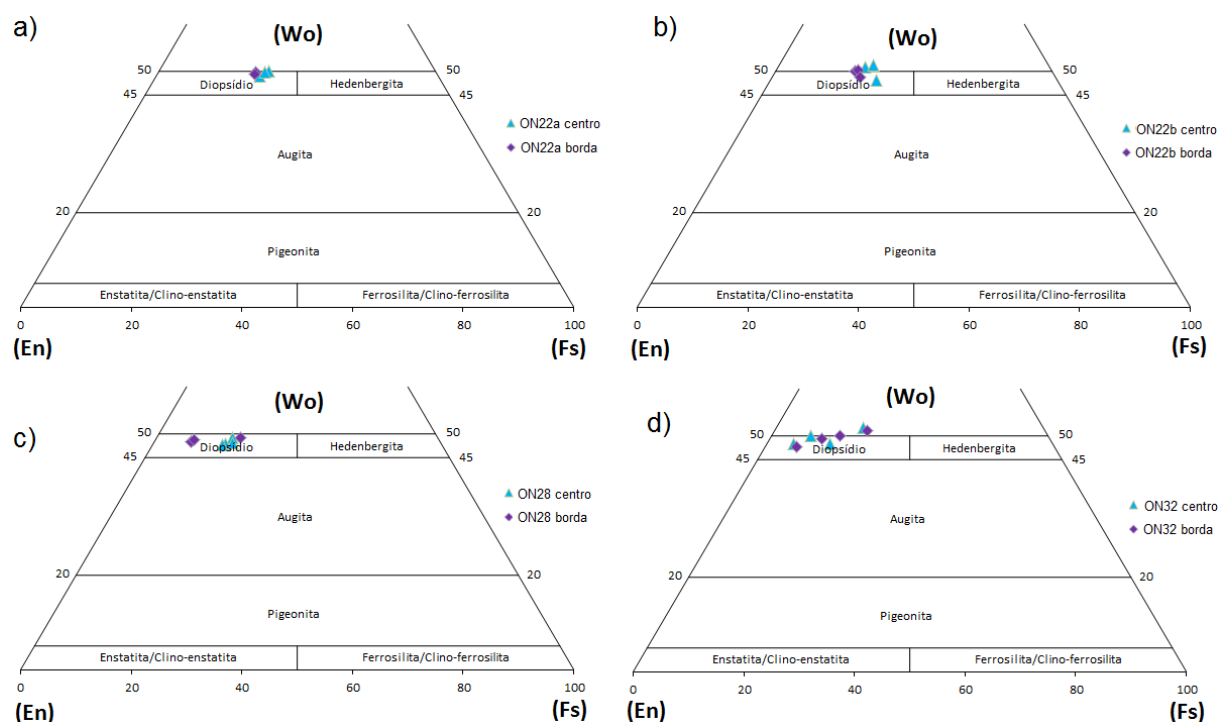 a)
(Wo)
50 50
Diopsídio Hedenbergita
45 45
ON22a centro
ON22a borda
Augita
20 20
Pigeonita
Enstatita/Clino-enstatita Ferrosilita/Clino-ferrosilita
0 20 40 60 80 100
(En) (Fs)
b)
(Wo)
50 50
Diopsídio Hedenbergita
45 45
ON22b centro
ON22b borda
Augita
20 20
Pigeonita
Enstatita/Clino-enstatita Ferrosilita/Clino-ferrosilita
0 20 40 60 80 100
(En) (Fs)
c)
(Wo)
50 50
Diopsídio Hedenbergita
45 45
ON28 centro
ON28 borda
Augita
20 20
Pigeonita
Enstatita/Clino-enstatita Ferrosilita/Clino-ferrosilita
0 20 40 60 80 100
(En) (Fs)
d)
(Wo)
50 50
Diopsídio Hedenbergita
45 45
ON32 centro
ON32 borda
Augita
20 20
Pigeonita
Enstatita/Clino-enstatita Ferrosilita/Clino-ferrosilita
0 20 40 60 80 100
(En) (Fs)